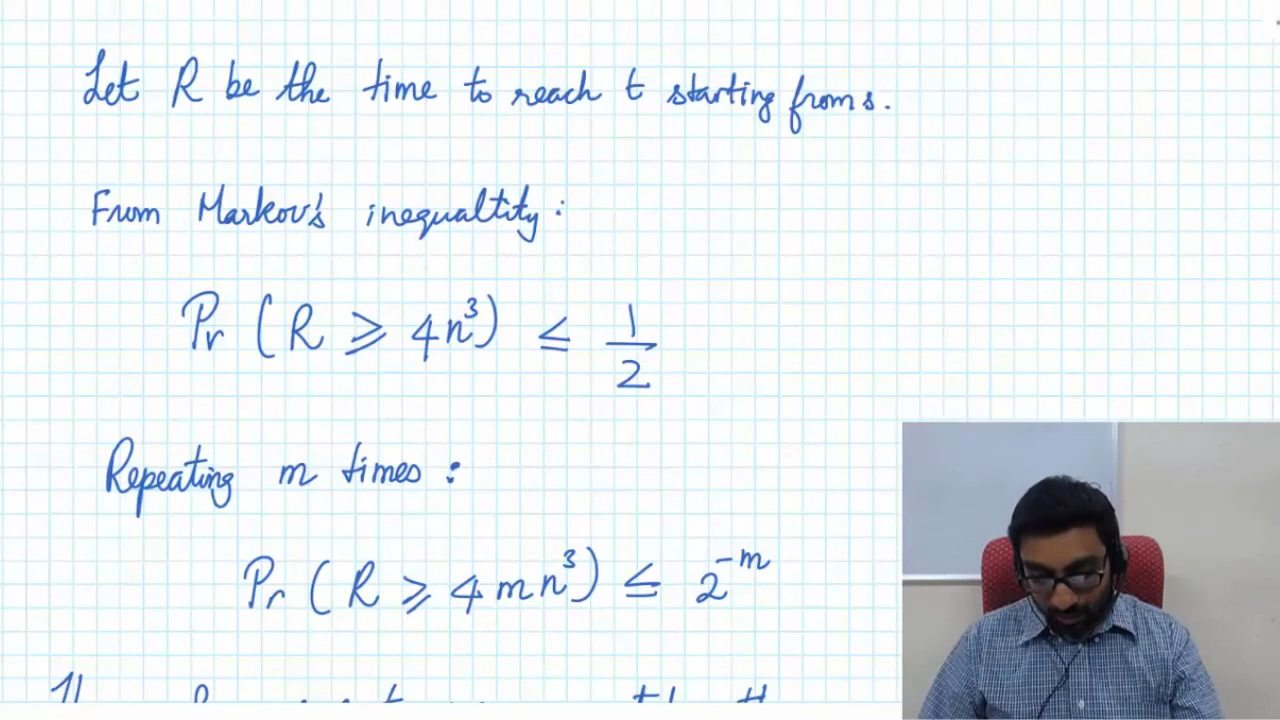 Let R be the time to reach t starting from s.
From Markov's inequaltity:
Pr (R ⩾ 4n³) ≤ 1/2
Repeating m times:
Pr (R ⩾ 4mn³) ≤ 2⁻ᵐ